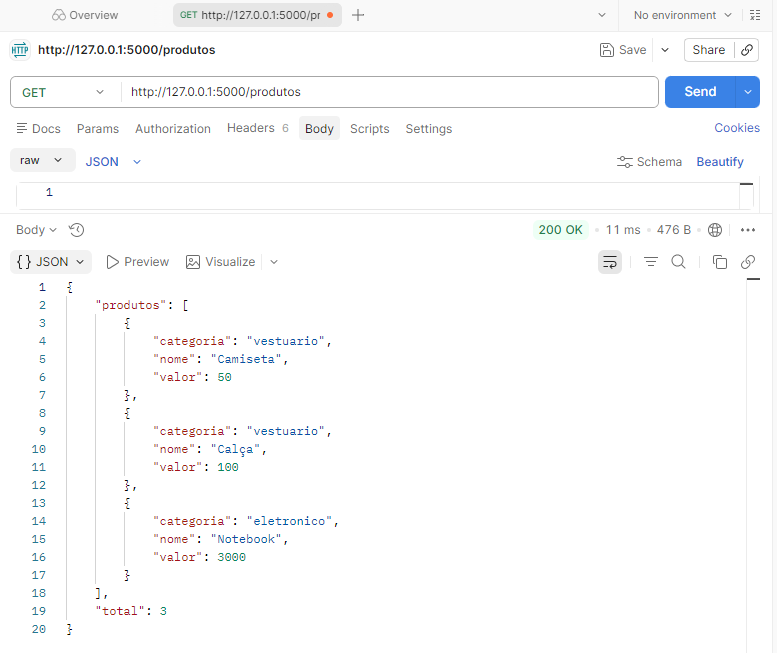 Overview
GET http://127.0.0.1:5000/pr
No environment
HTTP http://127.0.0.1:5000/produtos
Save
Share
GET http://127.0.0.1:5000/produtos
Send
Docs Params Authorization Headers 6 Body Scripts Settings Cookies
raw JSON Schema Beautify
1
Body 200 OK • 11 ms • 476 B
{} JSON Preview Visualize
1 {
2 "produtos": [
3 {
4 "categoria": "vestuario",
5 "nome": "Camiseta",
6 "valor": 50
7 },
8 {
9 "categoria": "vestuario",
10 "nome": "Calça",
11 "valor": 100
12 },
13 {
14 "categoria": "eletronico",
15 "nome": "Notebook",
16 "valor": 3000
17 }
18 ],
19 "total": 3
20 }